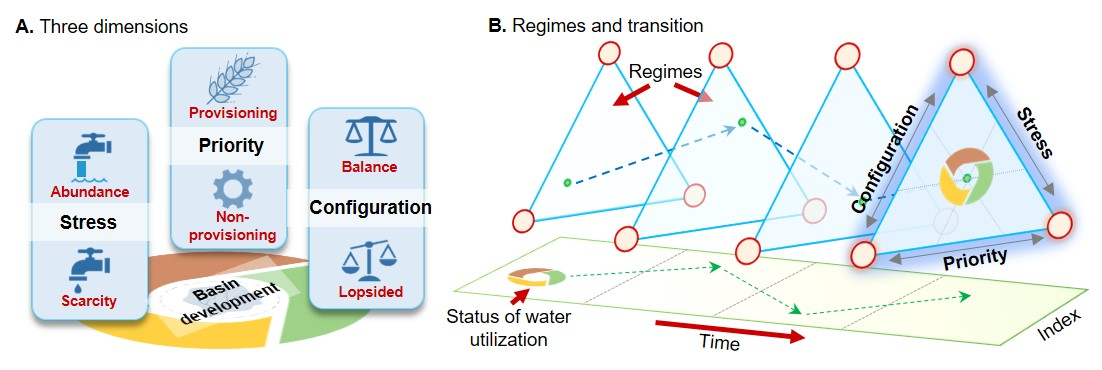 A. Three dimensions
Provisioning
Priority
Non-
provisioning
Abundance
Stress
Scarcity
Balance
Configuration
Lopsided
Basin
development
B. Regimes and transition
Regimes
Configuration
Stress
Priority
Status of water
utilization
Time
Index